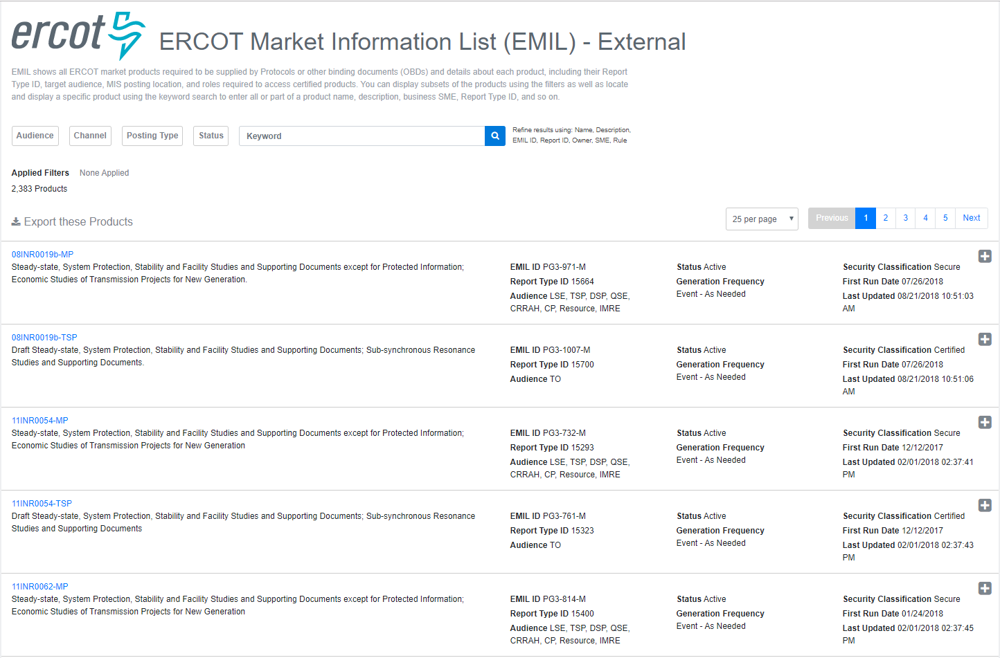 ercot
ERCOT Market Information List (EMIL) - External
EMIL shows all ERCOT market products required to be supplied by Protocols or other binding documents (OBDs) and details about each product, including their Report
Type ID, target audience, MIS posting location, and roles required to access certified products. You can display subsets of the products using the filters as well as locate
and display a specific product using the keyword search to enter all or part of a product name, description, business SME, Report Type ID, and so on.
Audience Channel Posting Type Status Keyword
Refine results using: Name, Description,
EMIL ID, Report ID, Owner, SME, Rule
Applied Filters None Applied
2,383 Products
Export these Products
25 per page Previous 1 2 3 4 5 Next
08INR0019b-MP
Steady-state, System Protection, Stability and Facility Studies and Supporting Documents except for Protected Information;
Economic Studies of Transmission Projects for New Generation.
EMIL ID PG3-971-M
Report Type ID 15664
Audience LSE, TSP, DSP, QSE,
CRRAH, CP, Resource, IMRE
Status Active
Generation Frequency
Event - As Needed
Security Classification Secure
First Run Date 07/26/2018
Last Updated 08/21/2018 10:51:03
AM
08INR0019b-TSP
Draft Steady-state, System Protection, Stability and Facility Studies and Supporting Documents; Sub-synchronous Resonance
Studies and Supporting Documents.
EMIL ID PG3-1007-M
Report Type ID 15700
Audience TO
Status Active
Generation Frequency
Event - As Needed
Security Classification Certified
First Run Date 07/26/2018
Last Updated 08/21/2018 10:51:06
AM
11INR0054-MP
Steady-state, System Protection, Stability and Facility Studies and Supporting Documents except for Protected Information;
Economic Studies of Transmission Projects for New Generation
EMIL ID PG3-732-M
Report Type ID 15293
Audience LSE, TSP, DSP, QSE,
CRRAH, CP, Resource, IMRE
Status Active
Generation Frequency
Event - As Needed
Security Classification Secure
First Run Date 12/12/2017
Last Updated 02/01/2018 02:37:41
PM
11INR0054-TSP
Draft Steady-state, System Protection, Stability and Facility Studies and Supporting Documents; Sub-synchronous Resonance
Studies and Supporting Documents
EMIL ID PG3-761-M
Report Type ID 15323
Audience TO
Status Active
Generation Frequency
Event - As Needed
Security Classification Certified
First Run Date 12/12/2017
Last Updated 02/01/2018 02:37:43
PM
11INR0062-MP
Steady-state, System Protection, Stability and Facility Studies and Supporting Documents except for Protected Information;
Economic Studies of Transmission Projects for New Generation
EMIL ID PG3-814-M
Report Type ID 15400
Audience LSE, TSP, DSP, QSE,
CRRAH, CP, Resource, IMRE
Status Active
Generation Frequency
Event - As Needed
Security Classification Secure
First Run Date 01/24/2018
Last Updated 02/01/2018 02:37:45
PM